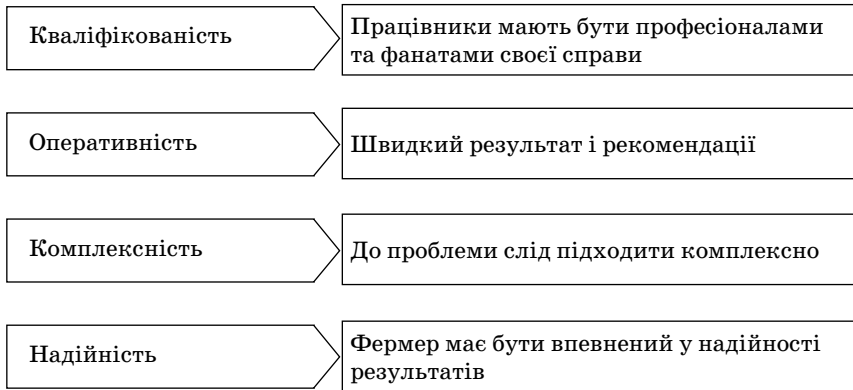 Кваліфікованість
Працівники мають бути професіоналами
та фанатами своєї справи
Оперативність
Швидкий результат і рекомендації
Комплексність
До проблеми слід підходити комплексно
Надійність
Фермер має бути впевнений у надійності
результатів